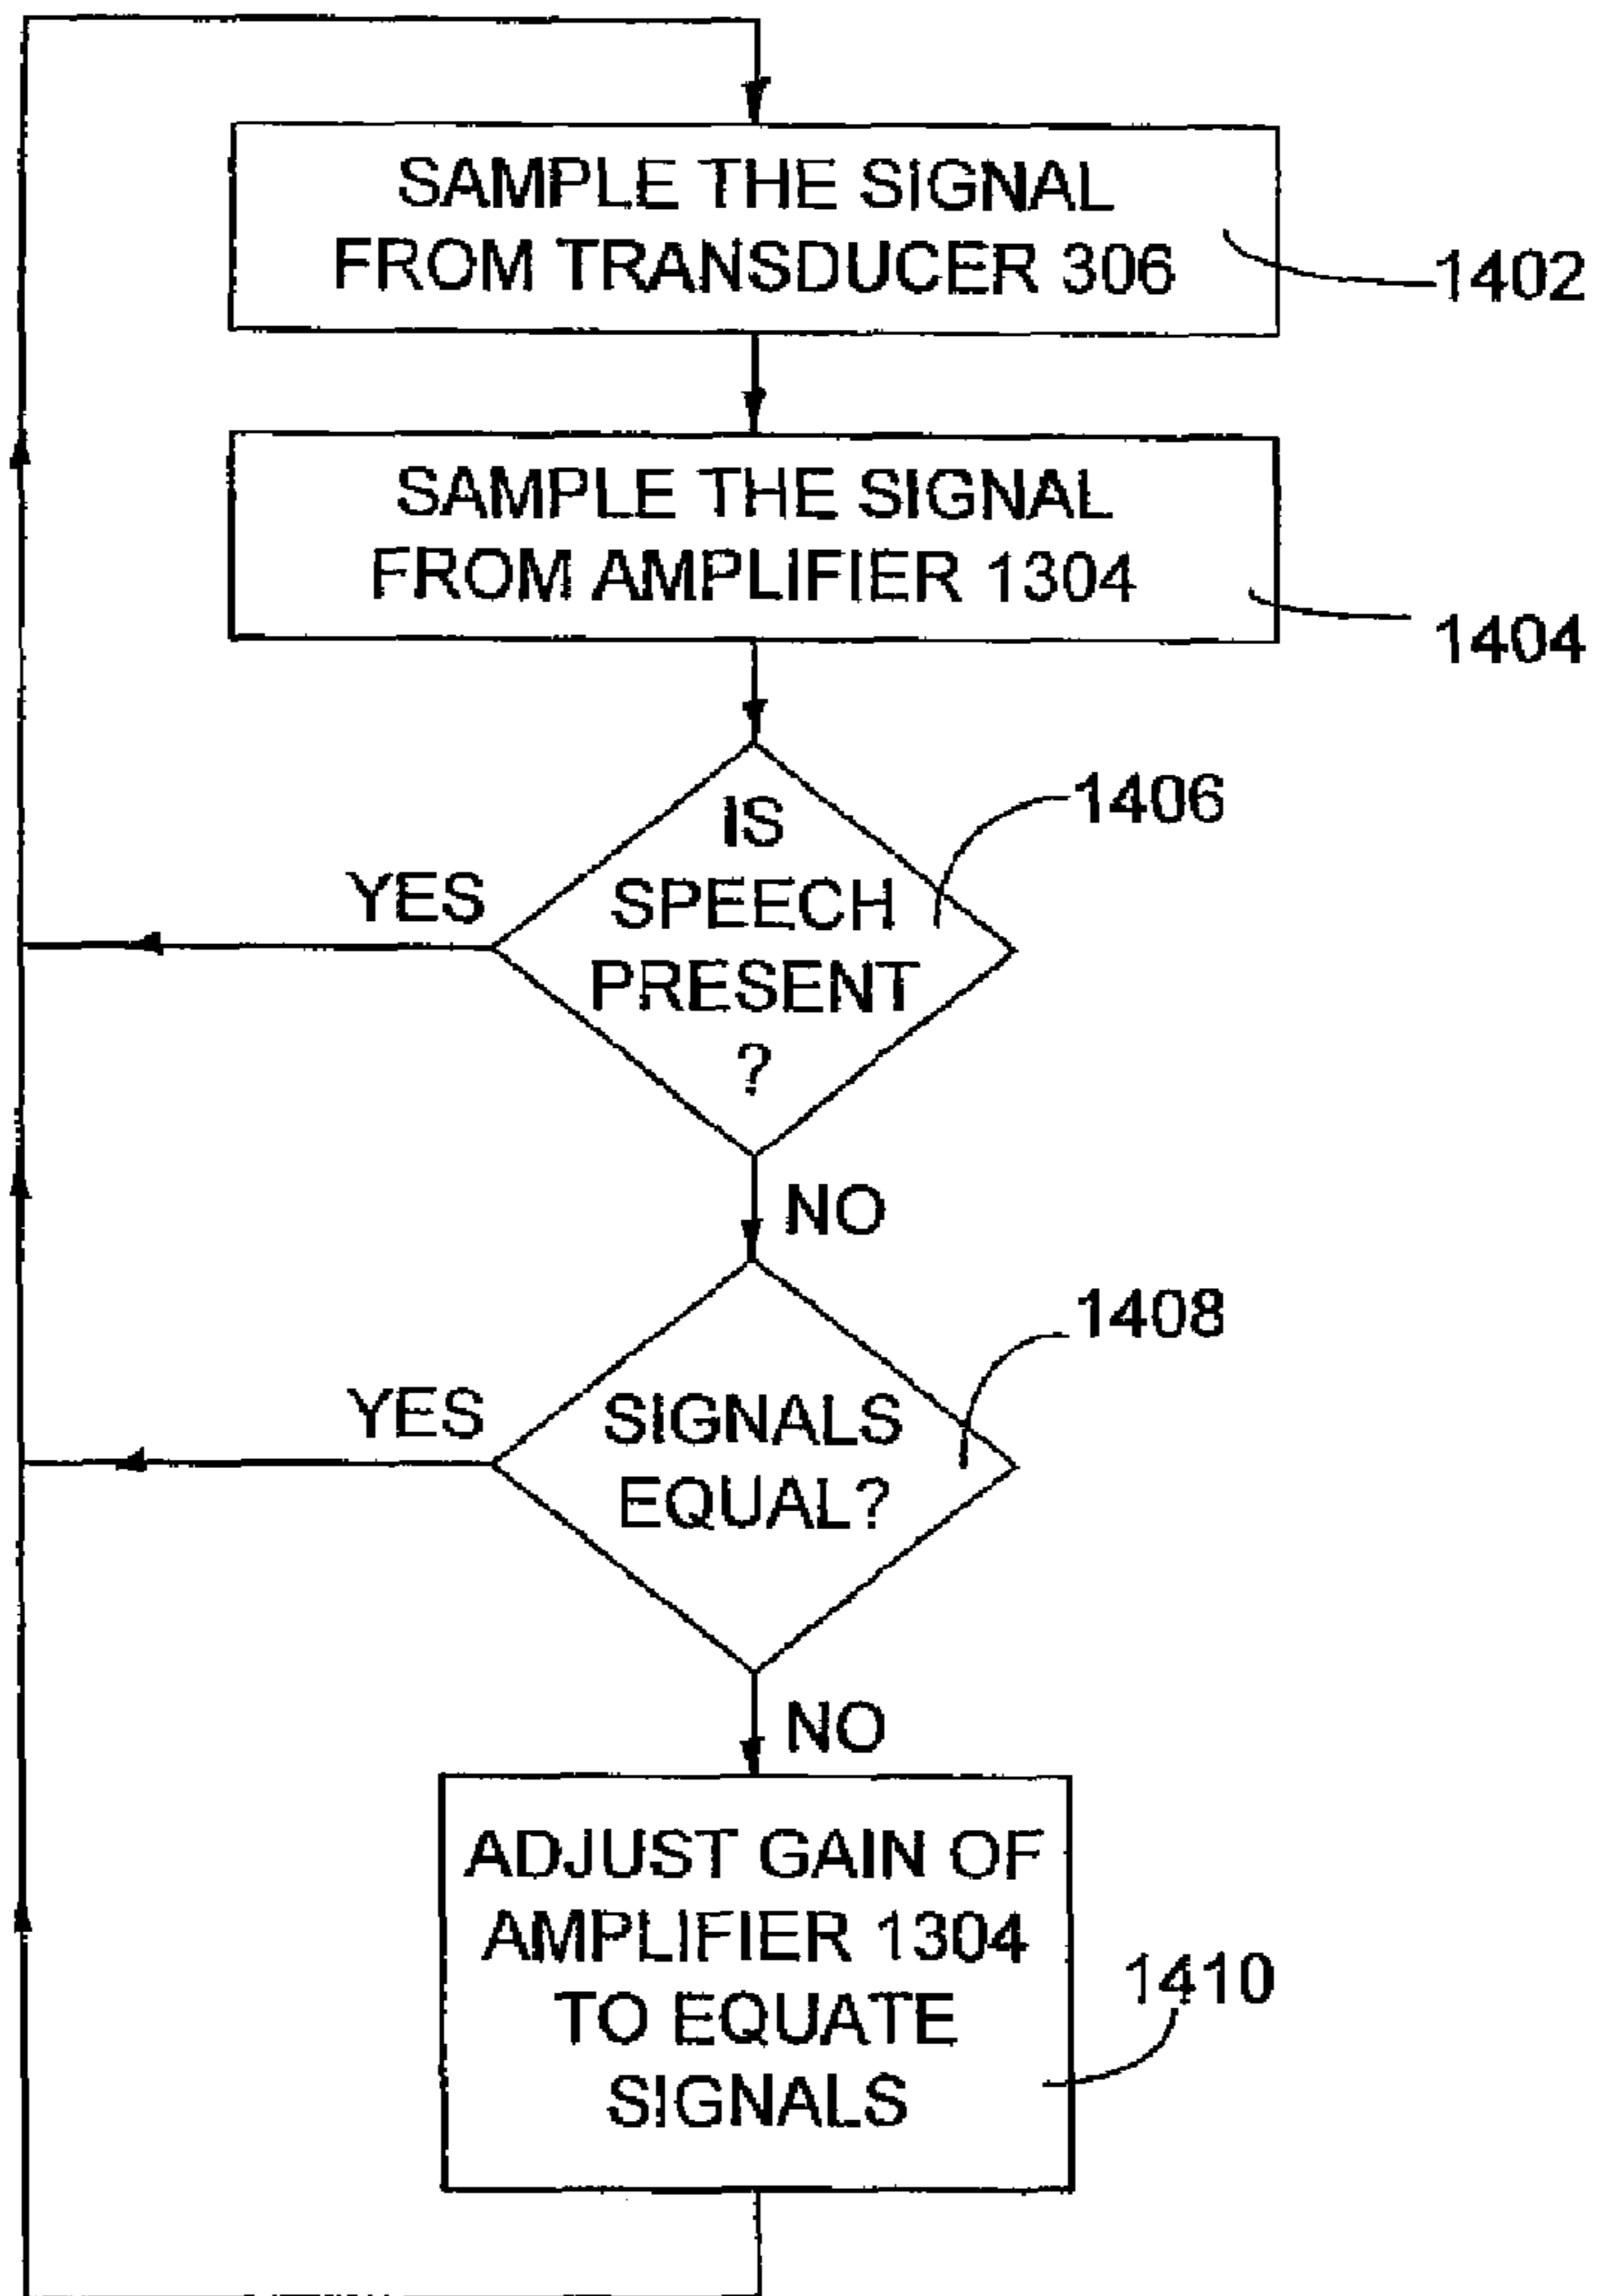 SAMPLE THE SIGNAL
FROM TRANSDUCER 306
1402
SAMPLE THE SIGNAL
FROM AMPLIFIER 1304
1404
IS
SPEECH
PRESENT
?
1406
YES
NO
SIGNALS
EQUAL?
1408
YES
NO
ADJUST GAIN OF
AMPLIFIER 1304
TO EQUATE
SIGNALS
1410